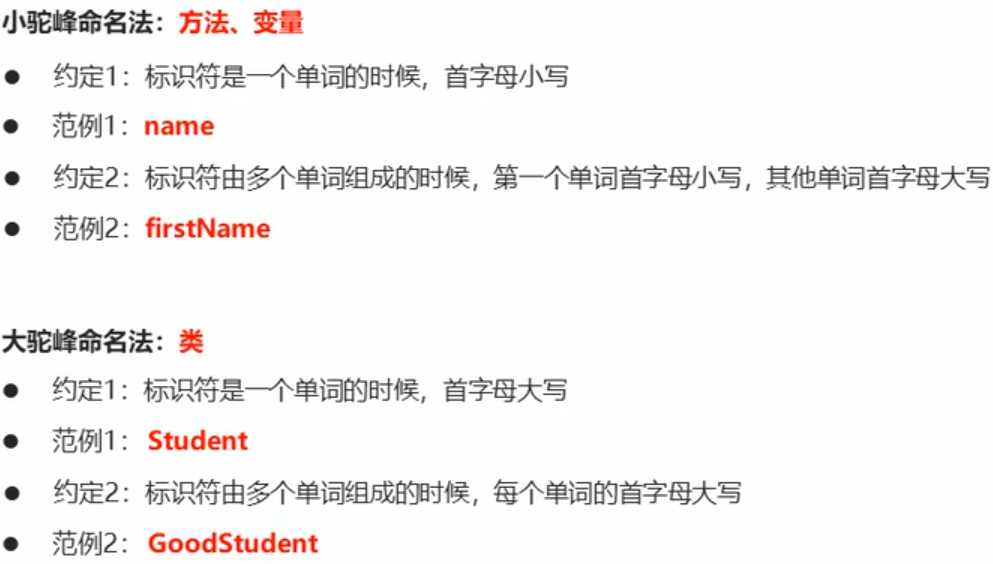 小驼峰命名法：方法、变量
● 约定1：标识符是一个单词的时候，首字母小写
● 范例1：name
● 约定2：标识符由多个单词组成的时候，第一个单词首字母小写，其他单词首字母大写
● 范例2：firstName
大驼峰命名法：类
● 约定1：标识符是一个单词的时候，首字母大写
● 范例1：Student
● 约定2：标识符由多个单词组成的时候，每个单词的首字母大写
● 范例2：GoodStudent